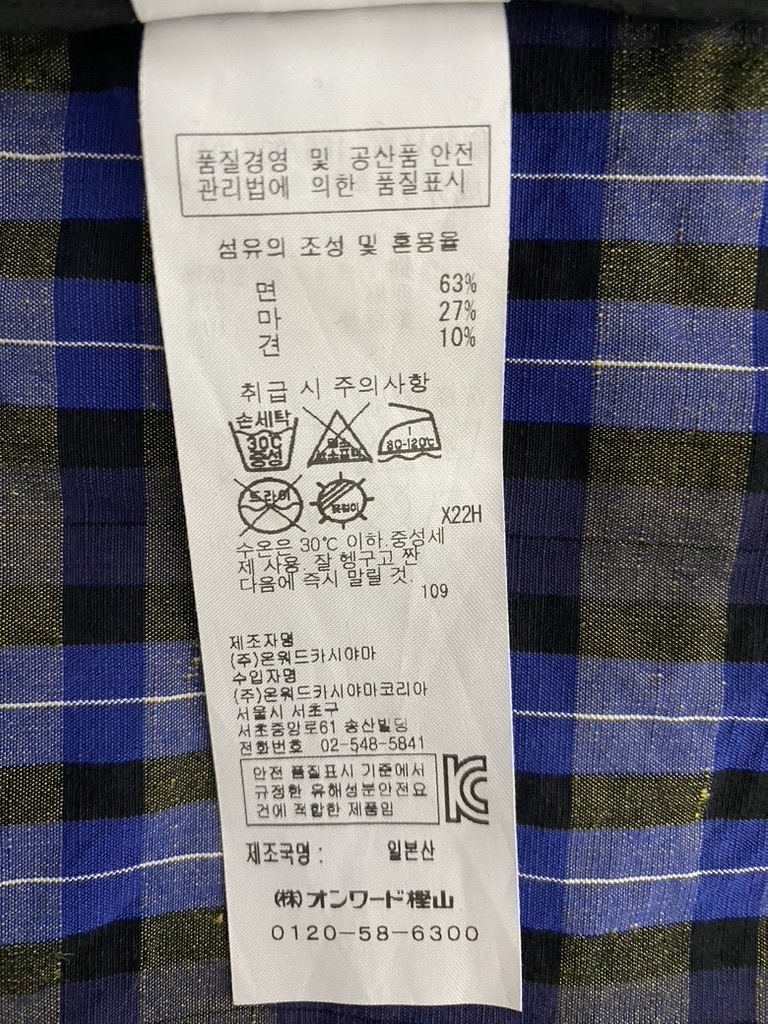 품질경영 및 공산품 안전
관리법에 의한 품질표시
섬유의 조성 및 혼용율
면 63%
마 27%
견 10%
취급 시 주의사항
손세탁
30℃
중성
80-120℃
드라이
X22H
수온은 30℃ 이하.중성세
제 사용. 잘 헹구고 짠
다음에 즉시 말릴 것.
109
제조자명
(주)온워드카시야마
수입자명
(주)온워드카시야마코리아
서울시 서초구
서초중앙로61 송산빌딩
전화번호 02-548-5841
안전 품질표시 기준에서
규정한 유해성분안전요
건에 적합한 제품임
제조국명 : 일본산
㈱オンワード樫山
0120-58-6300